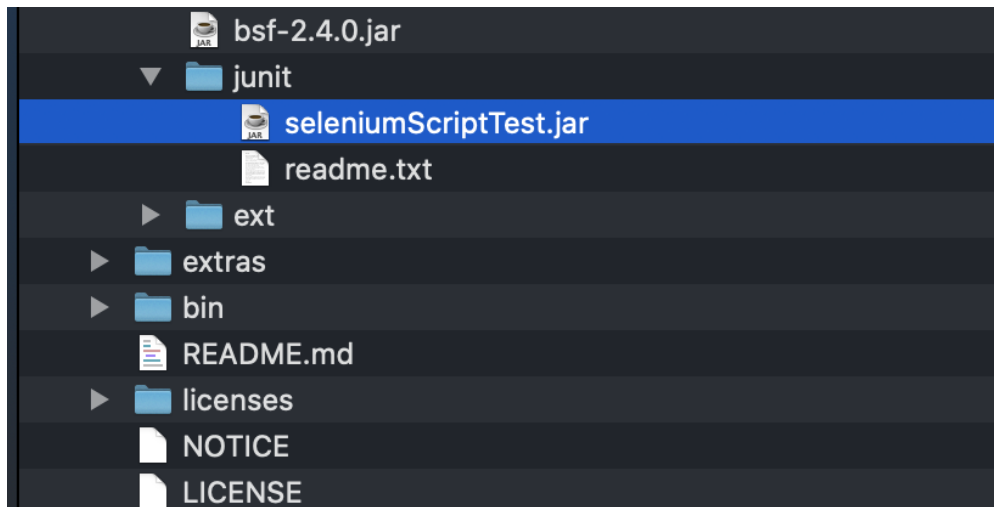 bsf-2.4.0.jar
junit
seleniumScriptTest.jar
readme.txt
ext
extras
bin
README.md
licenses
NOTICE
LICENSE